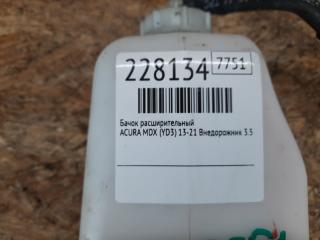 228134 7751
Бачок расширительный
ACURA MDX (YD3) 13-21 Внедорожник 3.5